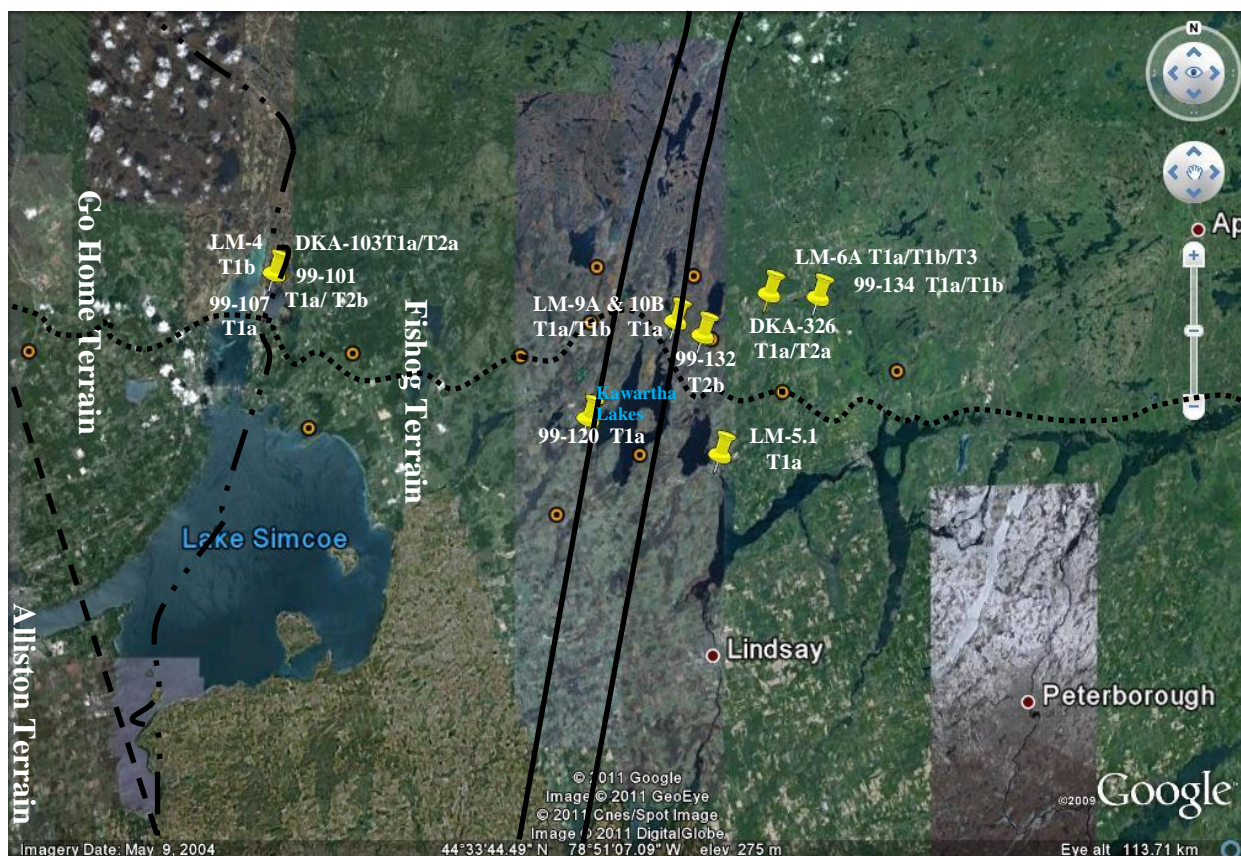 N
Ap
Go Home Terrain
LM-4
T1b
DKA-103T1a/T2a
99-101
T1a/ T2b
99-107
T1a
Fishog Terrain
LM-9A & 10B
T1a/T1b T1a
LM-6A T1a/T1b/T3
99-134 T1a/T1b
DKA-326
T1a/T2a
99-132
T2b
Kawartha
Lakes
99-120 T1a
LM-5.1
T1a
Lake Simcoe
Alliston Terrain
Lindsay
Peterborough
© 2011 Google
Image © 2011 GeoEye
© 2011 Cnes/Spot Image
Image © 2011 DigitalGlobe
©2009 Google
Imagery Date: May 9, 2004 44°33'44.49" N 78°51'07.09" W elev 275 m Eye alt 113.71 km